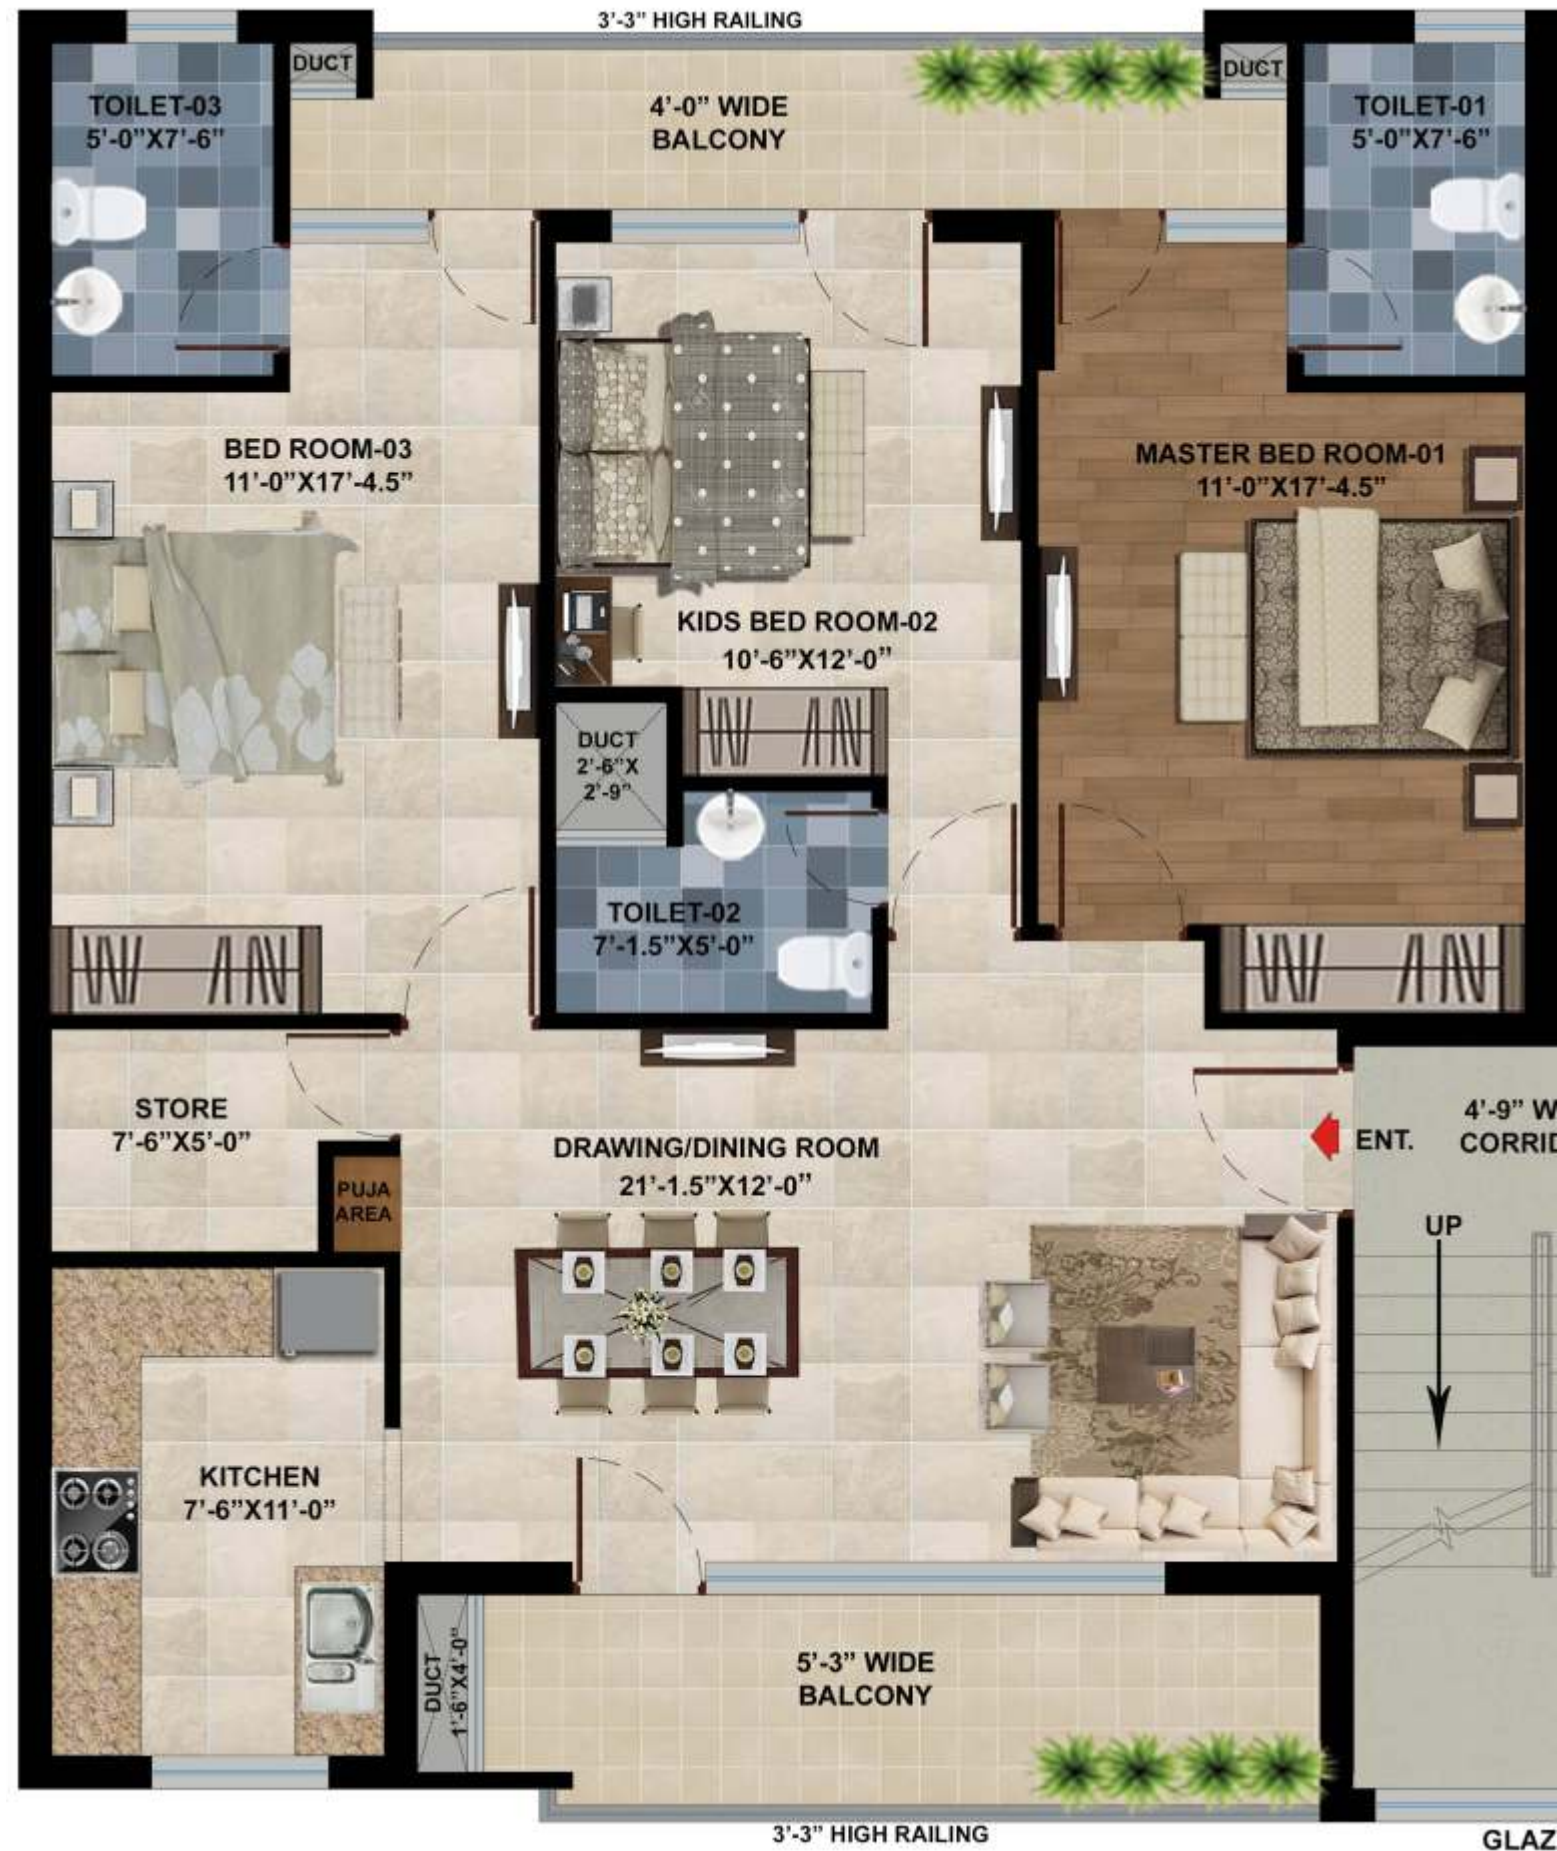 3'-3" HIGH RAILING
DUCT
DUCT
TOILET-03
5'-0"X7'-6"
4'-0" WIDE
BALCONY
TOILET-01
5'-0"X7'-6"
BED ROOM-03
11'-0"X17'-4.5"
MASTER BED ROOM-01
11'-0"X17'-4.5"
KIDS BED ROOM-02
10'-6"X12'-0"
DUCT
2'-6"X
2'-9"
TOILET-02
7'-1.5"X5'-0"
STORE
7'-6"X5'-0"
DRAWING/DINING ROOM
21'-1.5"X12'-0"
ENT.
4'-9" W
CORRID
PUJA
AREA
UP
KITCHEN
7'-6"X11'-0"
DUCT
1'-6"X4'-0"
5'-3" WIDE
BALCONY
3'-3" HIGH RAILING
GLAZ